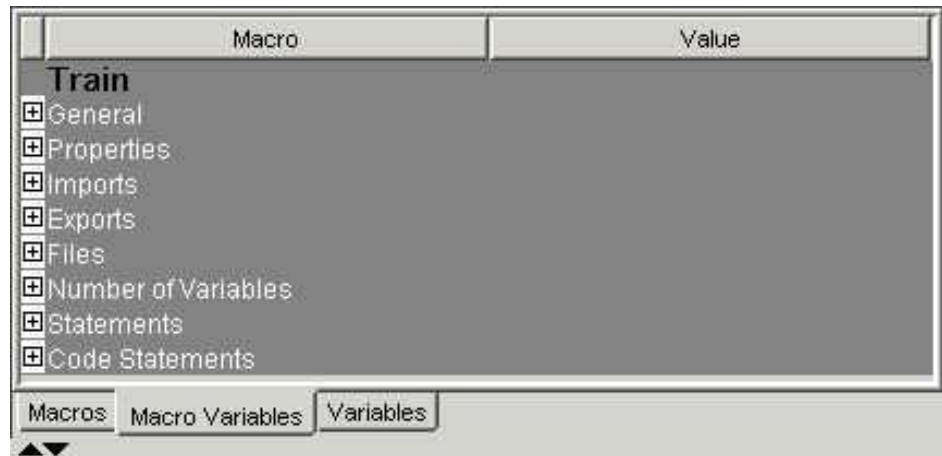 Macro Value
Train
General
Properties
Imports
Exports
Files
Number of Variables
Statements
Code Statements
Macros Macro Variables Variables